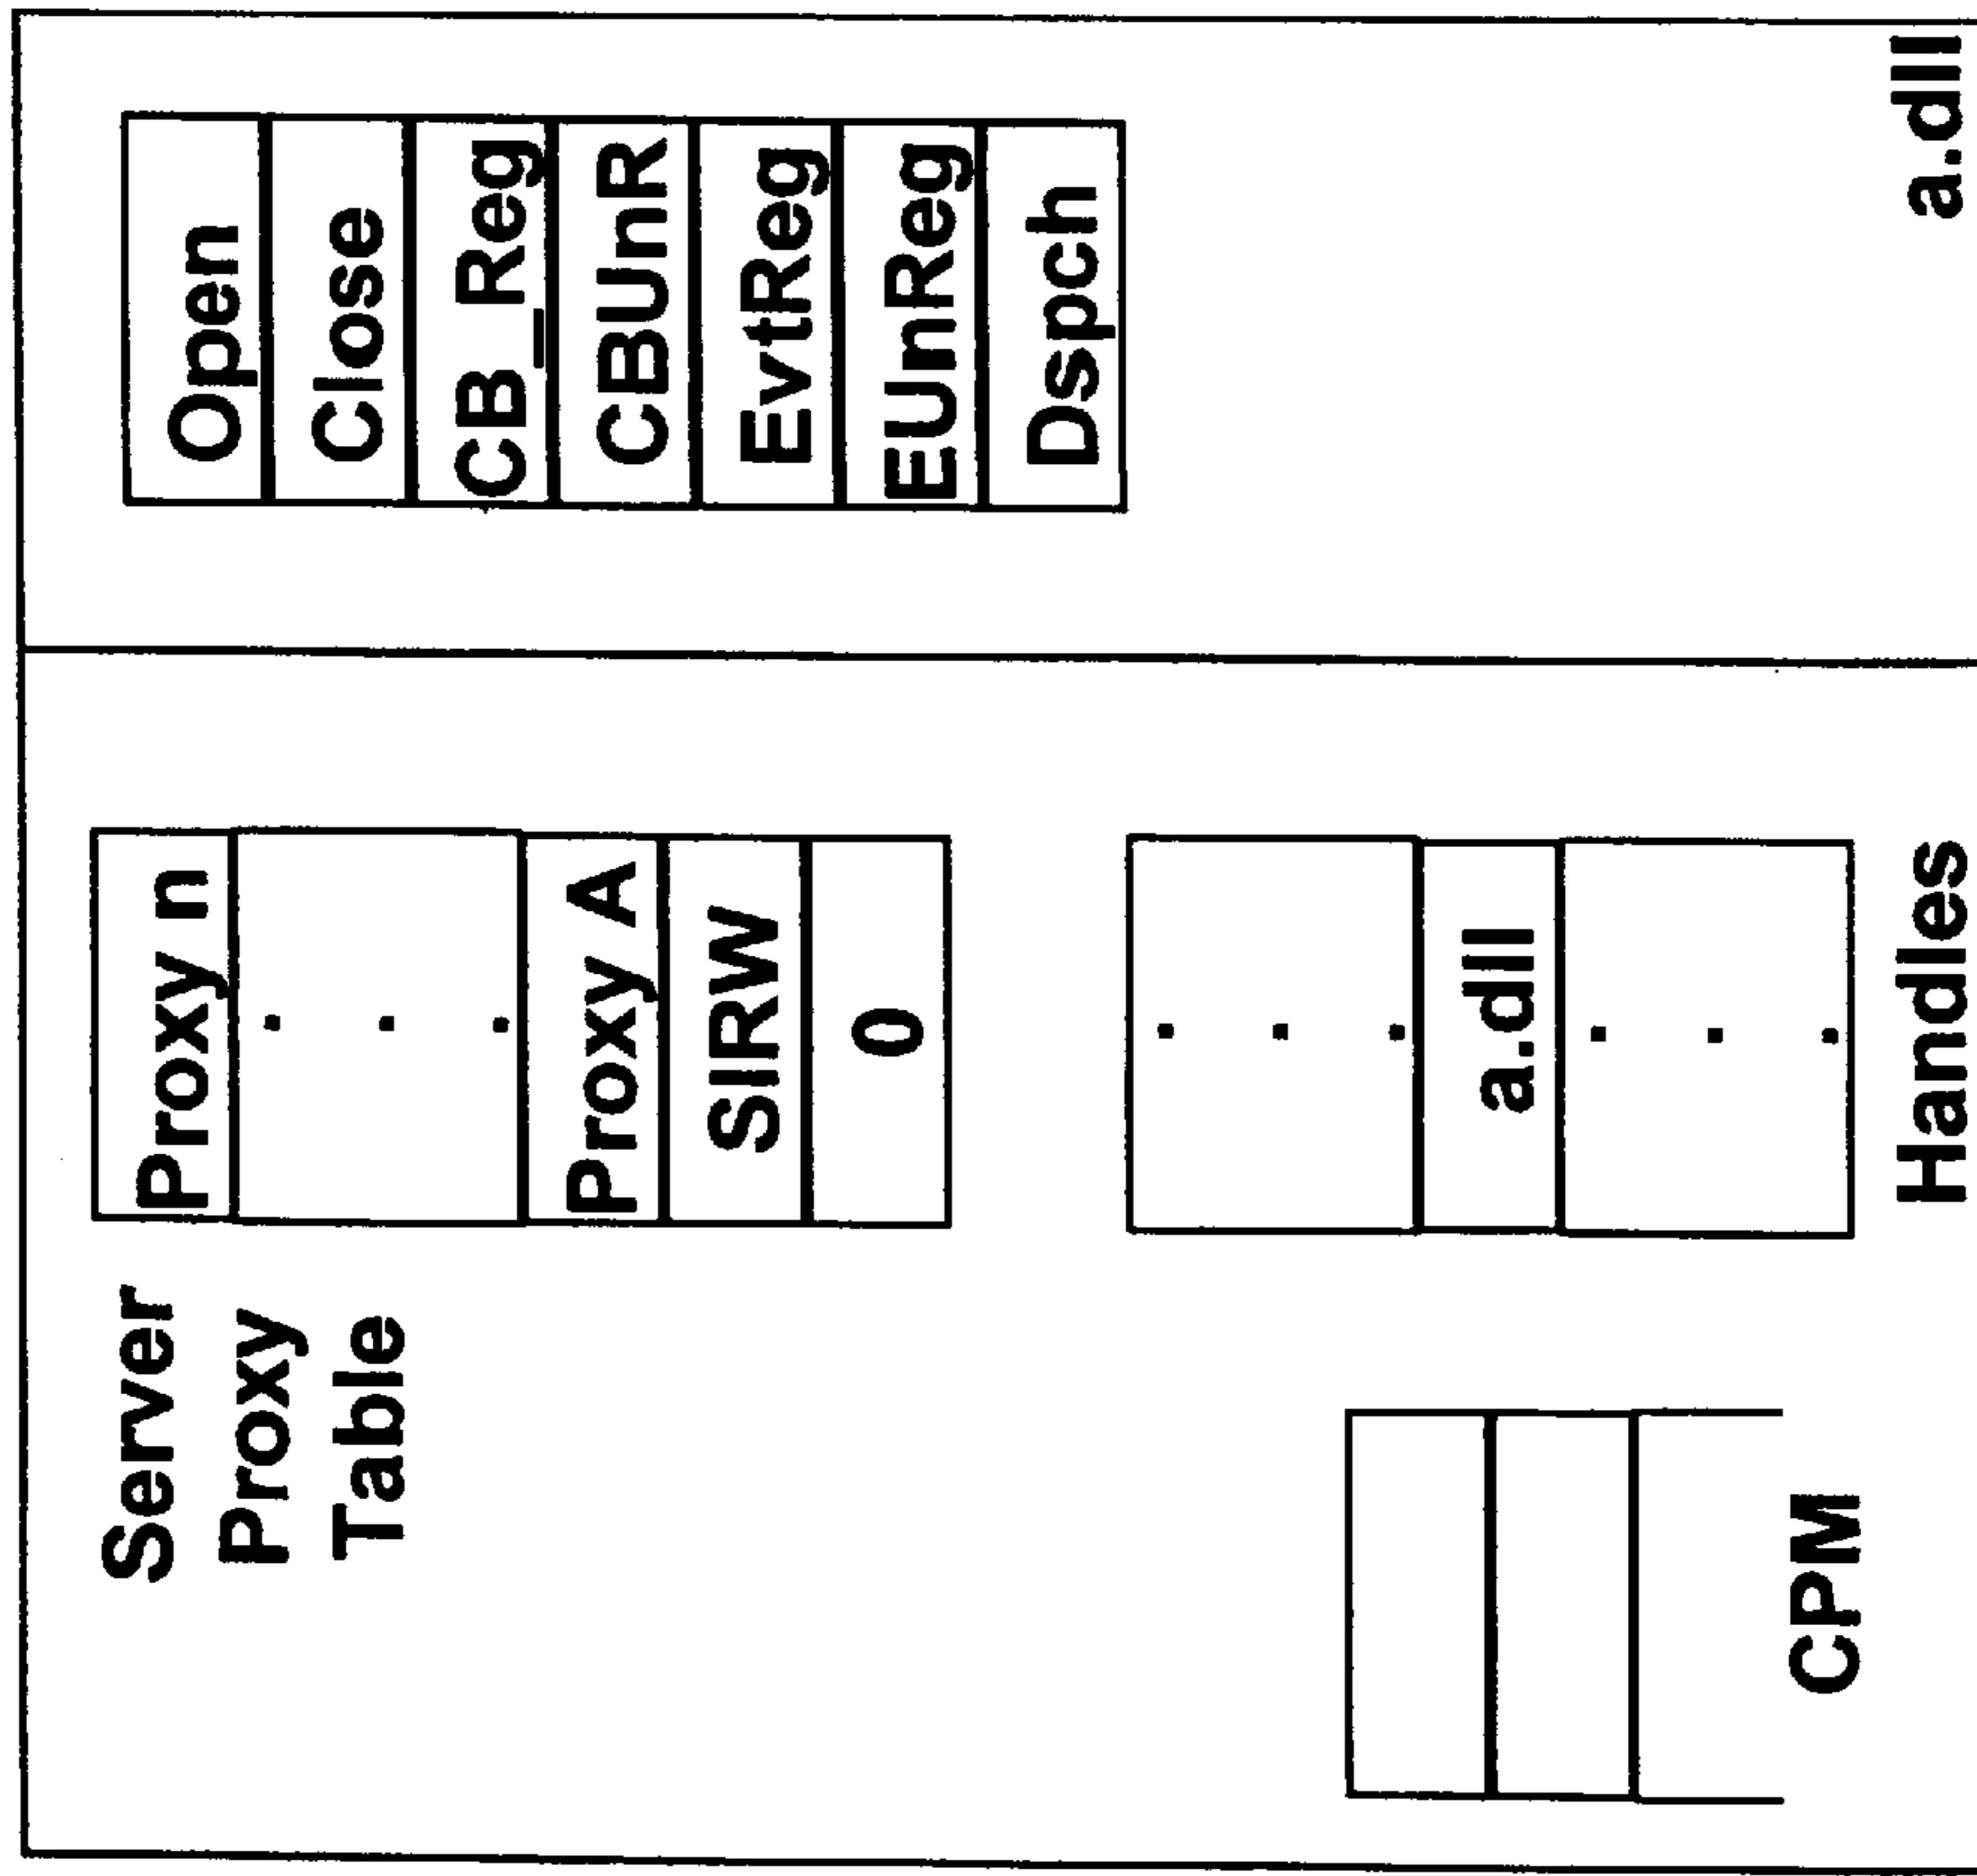 Server
Proxy
Table
Proxy n
Proxy A
SIRW
0
a.dll
Handles
CPM
Open
Close
CB_Reg
CBUnR
EvtReg
EUnReg
Dspch
a.dll